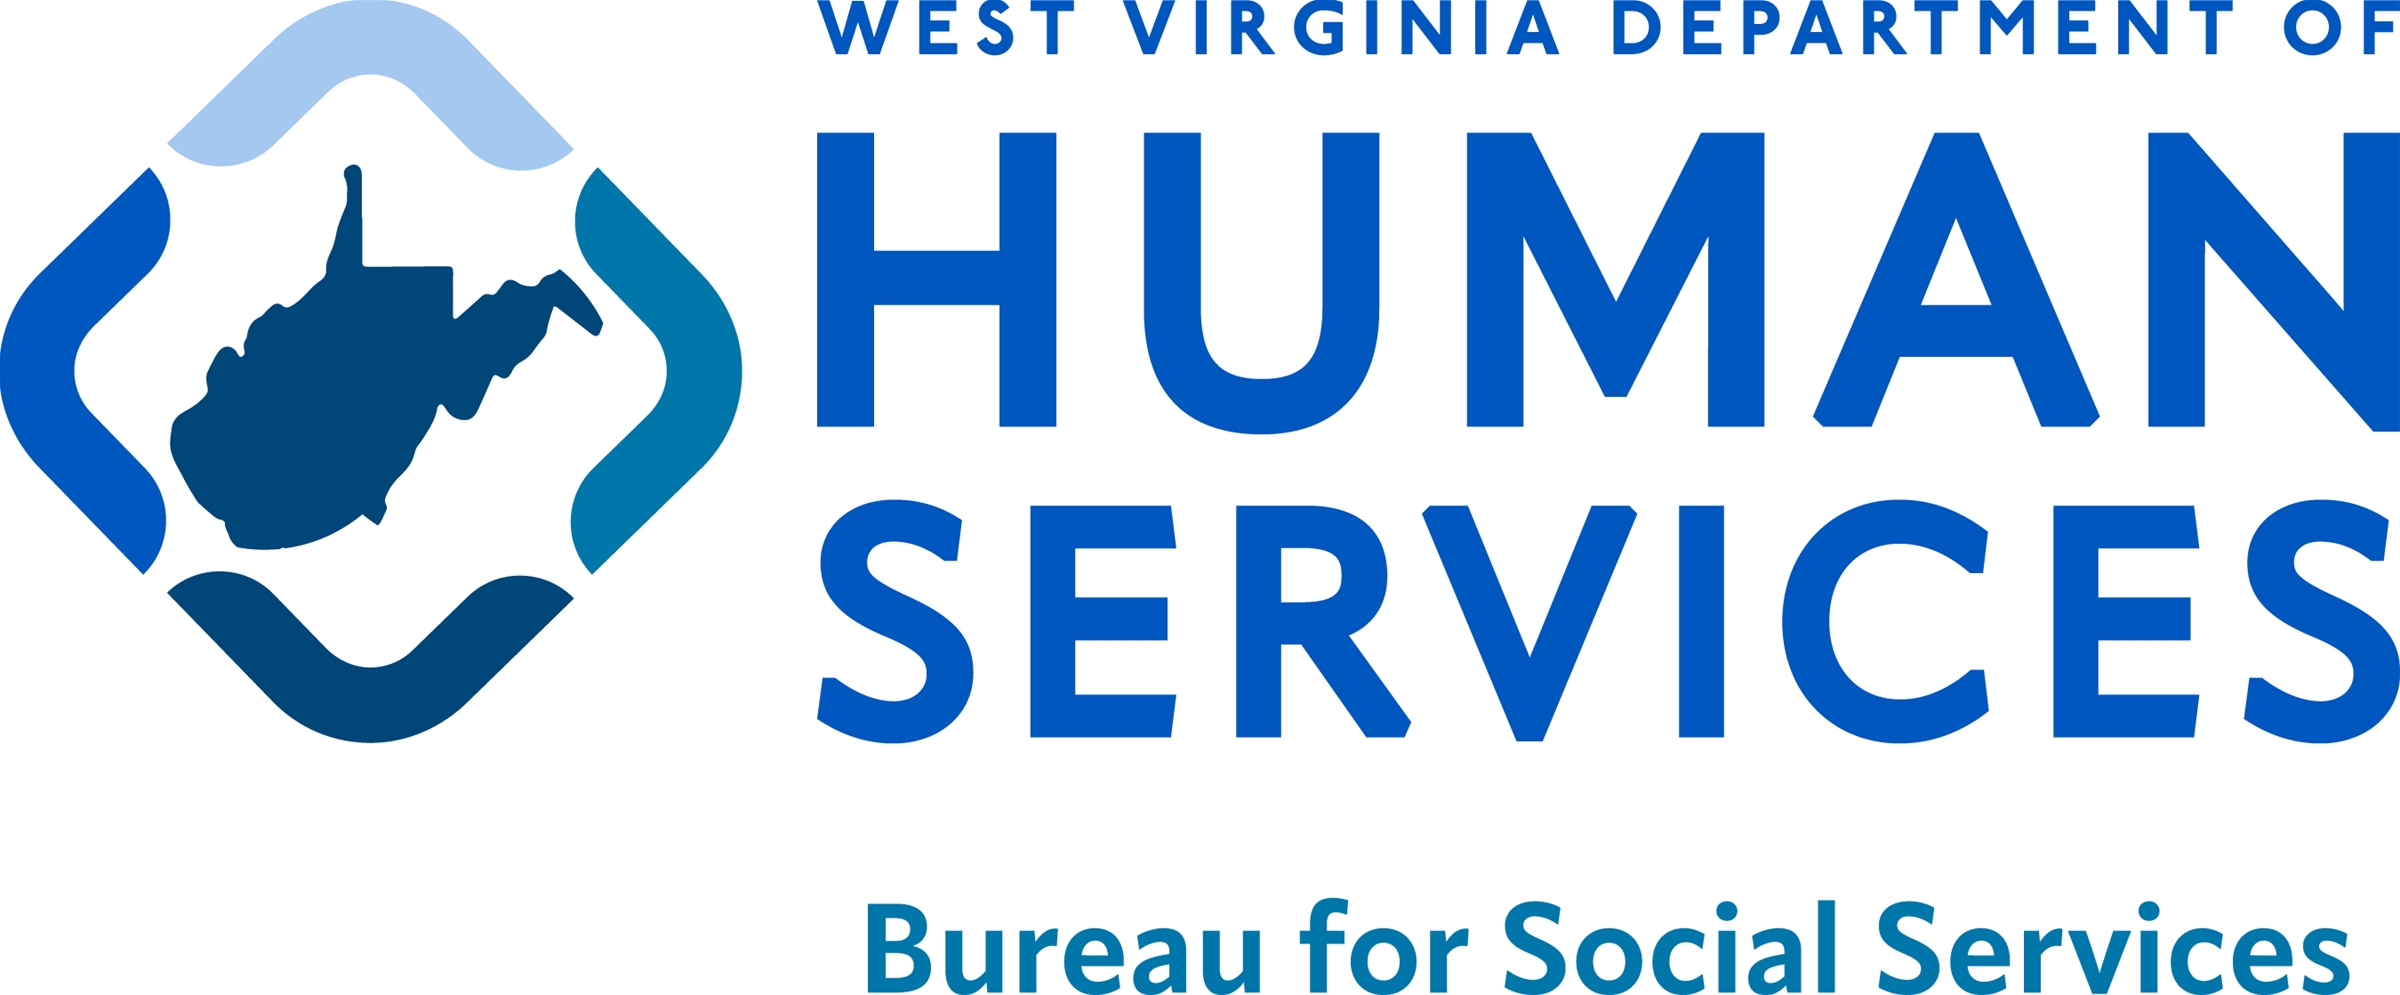 WEST VIRGINIA DEPARTMENT OF
HUMAN
SERVICES
Bureau for Social Services